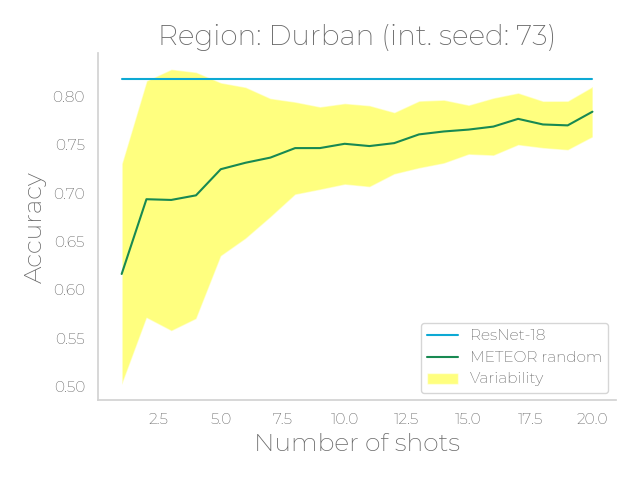 Region: Durban (int. seed: 73)
Accuracy
0.80
0.75
0.70
0.65
0.60
0.55
0.50
ResNet-18
METEOR random
Variability
2.5 5.0 7.5 10.0 12.5 15.0 17.5 20.0
Number of shots